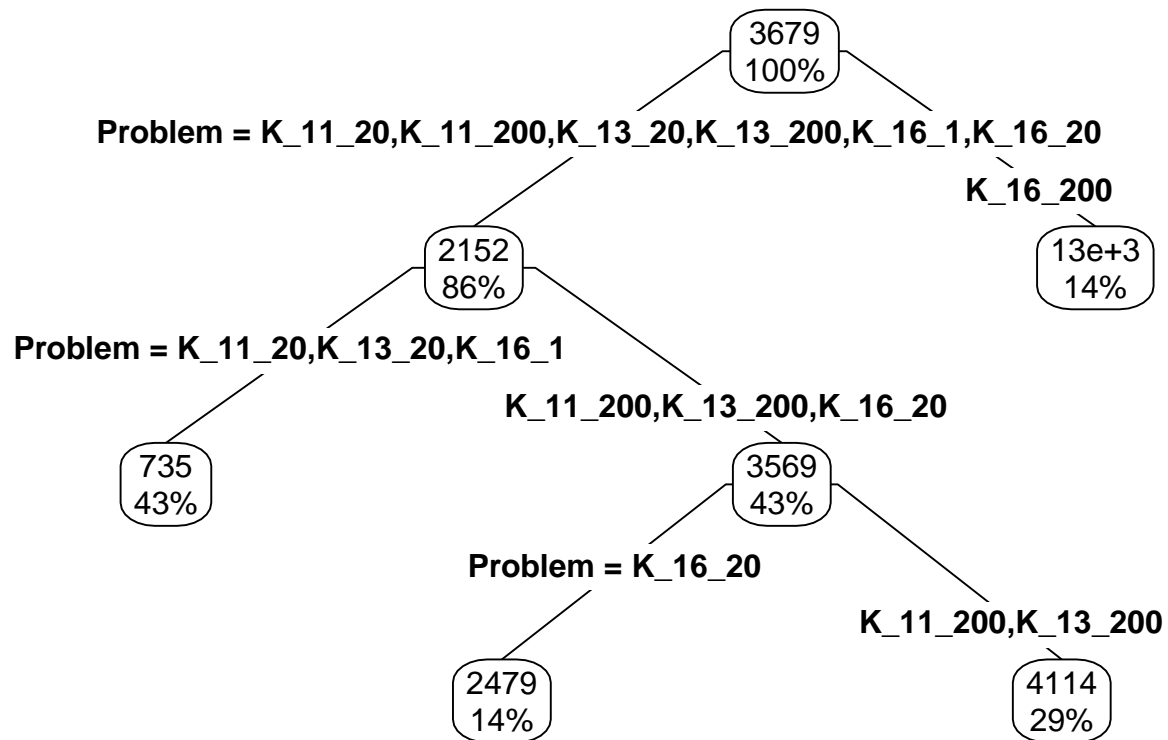 3679
100%
Problem = K_11_20,K_11_200,K_13_20,K_13_200,K_16_1,K_16_20
K_16_200
2152
86%
13e+3
14%
Problem = K_11_20,K_13_20,K_16_1
K_11_200,K_13_200,K_16_20
735
43%
3569
43%
Problem = K_16_20
K_11_200,K_13_200
2479
14%
4114
29%